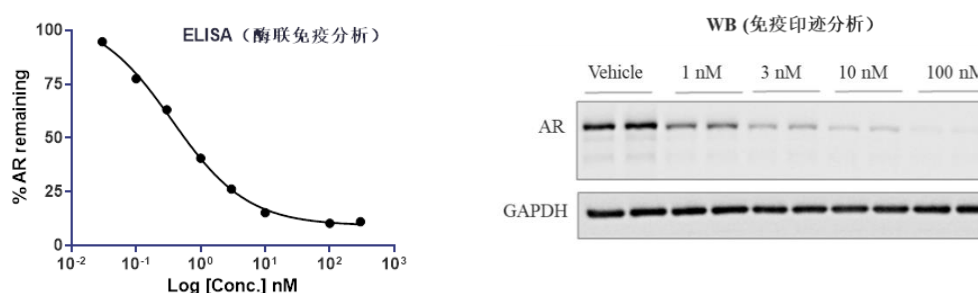 ELISA（酶联免疫分析）
100
75
50
25
0
% AR remaining
10-2 10-1 100 101 102 103
Log [Conc.] nM
WB (免疫印迹分析）
Vehicle 1 nM 3 nM 10 nM 100 nM
AR
GAPDH